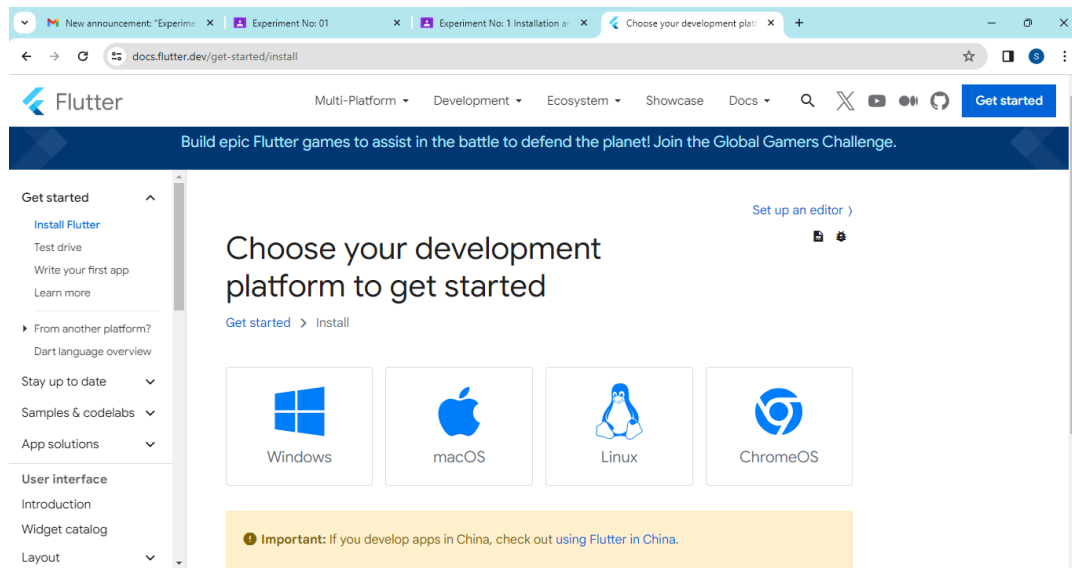 New announcement: "Experime
Experiment No: 01
Experiment No: 1 Installation a
Choose your development plat
docs.flutter.dev/get-started/install
S
Flutter
Multi-Platform
Development
Ecosystem
Showcase
Docs
Get started
Build epic Flutter games to assist in the battle to defend the planet! Join the Global Gamers Challenge.
Get started
Install Flutter
Test drive
Write your first app
Learn more
From another platform?
Dart language overview
Stay up to date
Samples & codelabs
App solutions
User interface
Introduction
Widget catalog
Layout
Set up an editor
Choose your development
platform to get started
Get started > Install
Windows
macOS
Linux
ChromeOS
Important: If you develop apps in China, check out using Flutter in China.